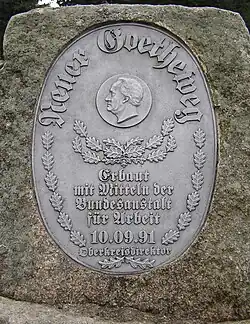 Neuer Goetheweg
Erbaut
mit Mitteln der
Bundesanstalt
für Arbeit
10.09.91
Oberkreisdirektor